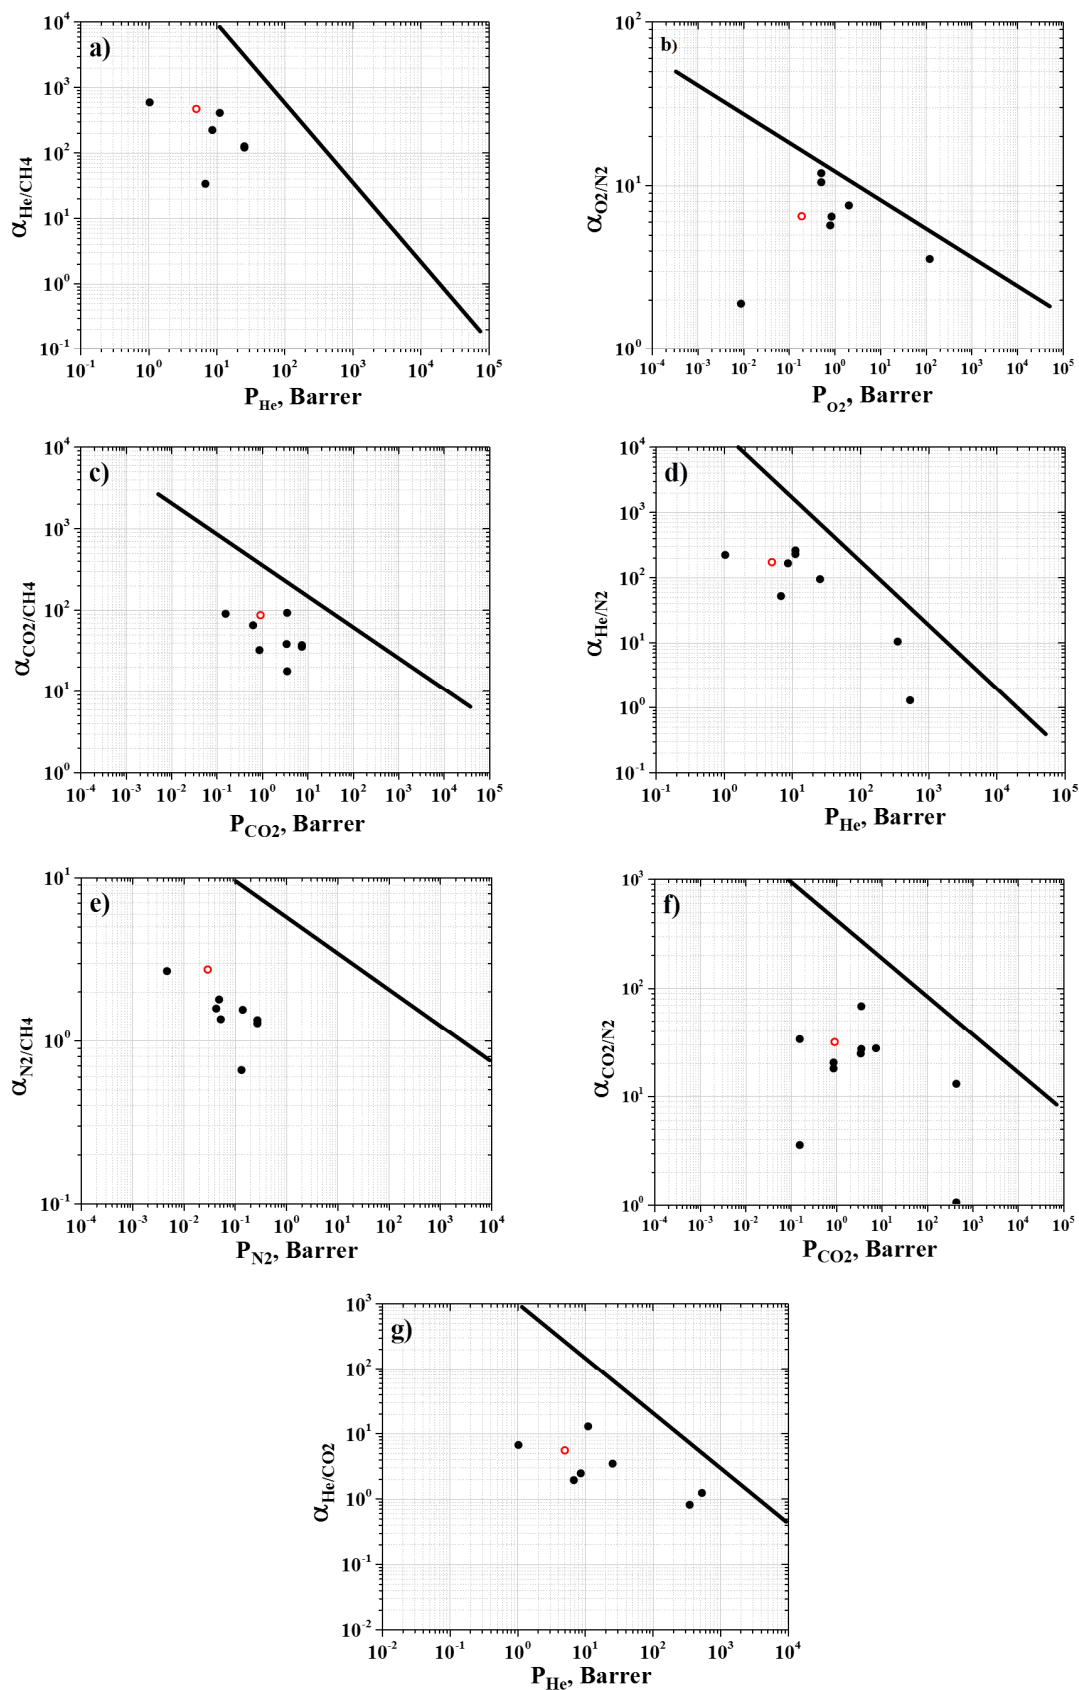 a)
10^4
10^3
10^2
10^1
10^0
10^-1
α_He/CH4
10^-1 10^0 10^1 10^2 10^3 10^4 10^5
P_He, Barrer
b)
10^2
10^1
10^0
α_O2/N2
10^-4 10^-3 10^-2 10^-1 10^0 10^1 10^2 10^3 10^4 10^5
P_O2, Barrer
c)
10^4
10^3
10^2
10^1
10^0
α_CO2/CH4
10^-4 10^-3 10^-2 10^-1 10^0 10^1 10^2 10^3 10^4 10^5
P_CO2, Barrer
d)
10^4
10^3
10^2
10^1
10^0
10^-1
α_He/N2
10^-1 10^0 10^1 10^2 10^3 10^4 10^5
P_He, Barrer
e)
10^1
10^0
10^-1
α_N2/CH4
10^-4 10^-3 10^-2 10^-1 10^0 10^1 10^2 10^3 10^4
P_N2, Barrer
f)
10^3
10^2
10^1
10^0
α_CO2/N2
10^-4 10^-3 10^-2 10^-1 10^0 10^1 10^2 10^3 10^4 10^5
P_CO2, Barrer
g)
10^3
10^2
10^1
10^0
10^-1
10^-2
α_He/CO2
10^-2 10^-1 10^0 10^1 10^2 10^3 10^4
P_He, Barrer